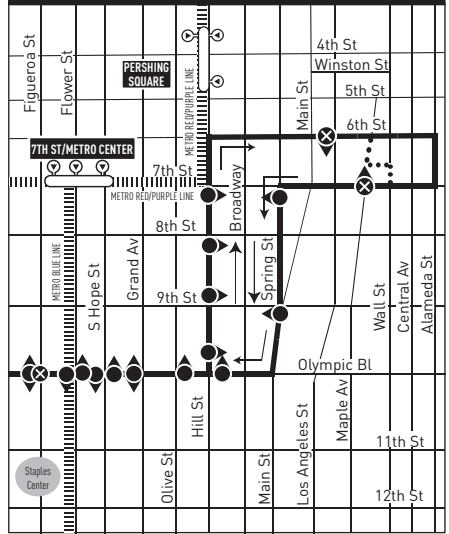 4th St
Winston St
5th St
6th St
Figueroa St
Flower St
PERSHING
SQUARE
METRO RED/PURPLE LINE
Main St
7TH ST/METRO CENTER
7th St
METRO RED/PURPLE LINE
Broadway
8th St
Spring St
METRO BLUE LINE
S Hope St
Grand Av
9th St
Wall St
Central Av
Alameda St
Olympic Bl
Hill St
Maple Av
Los Angeles St
11th St
Olive St
Main St
Staples
Center
12th St